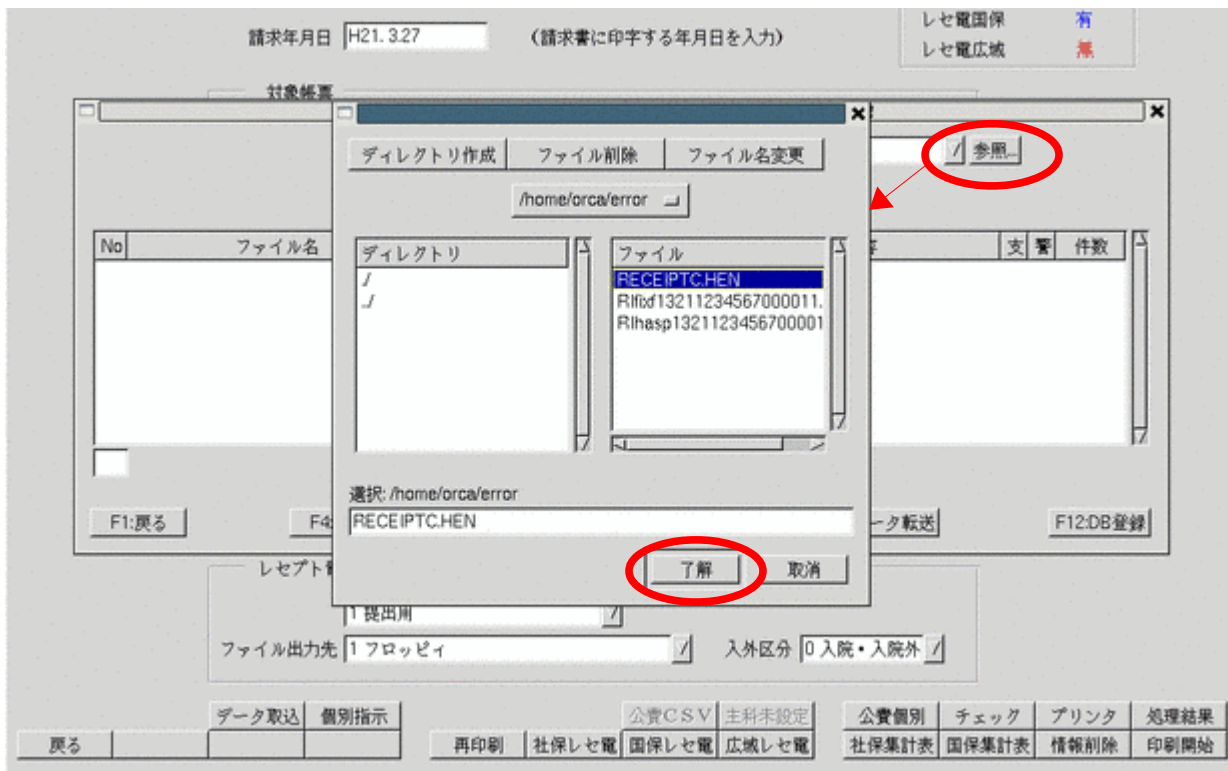 レセ電国保 有
請求年月日 H21. 3.27 (請求書に印字する年月日を入力)
レセ電広域 無
対象帳票
参照...
ディレクトリ作成 ファイル削除 ファイル名変更
/home/orca/error
No ファイル名 支 警 件数
ディレクトリ ファイル
./ RECEIPTC.HEN
../ RIfixf13211234567000011.
RIhasp1321123456700001
選択: /home/orca/error
F1:戻る F4: RECEIPTC.HEN ータ転送 F12:DB登録
了解 取消
レセプト
1 提出用
ファイル出力先 1 フロッピィ 入外区分 0 入院・入院外
データ取込 個別指示 公費CSV 主科未設定 公費個別 チェック プリンタ 処理結果
戻る 再印刷 社保レセ電 国保レセ電 広域レセ電 社保集計表 国保集計表 情報削除 印刷開始